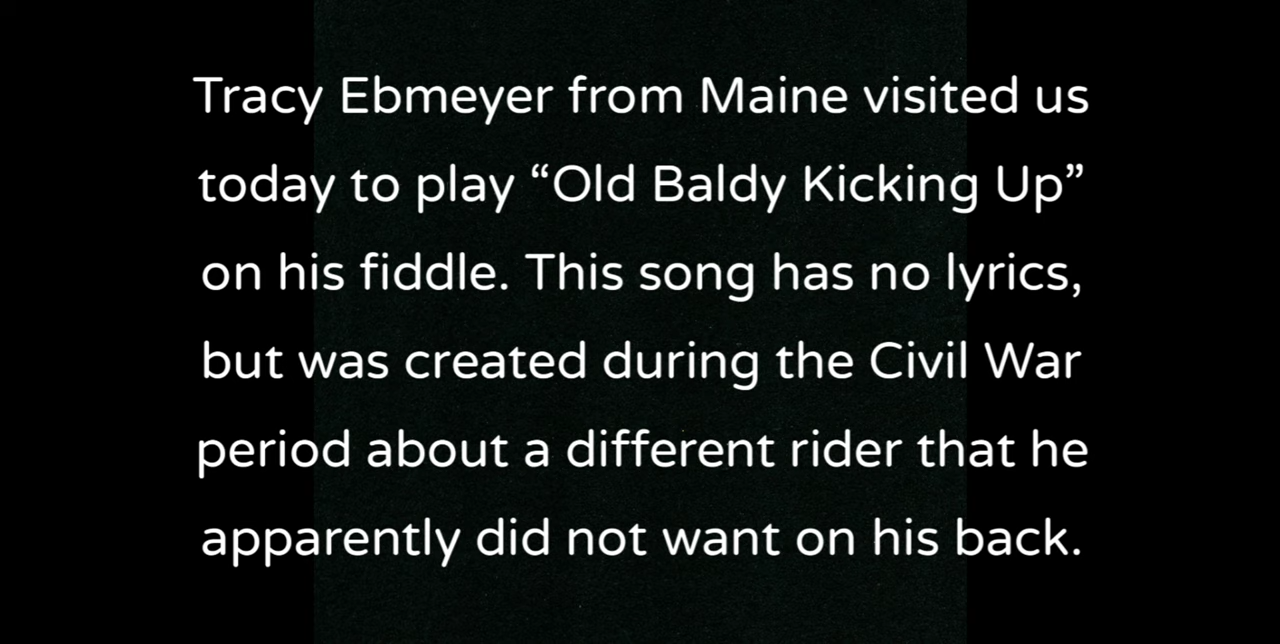 Tracy Ebmeyer from Maine visited us
today to play “Old Baldy Kicking Up”
on his fiddle. This song has no lyrics,
but was created during the Civil War
period about a different rider that he
apparently did not want on his back.